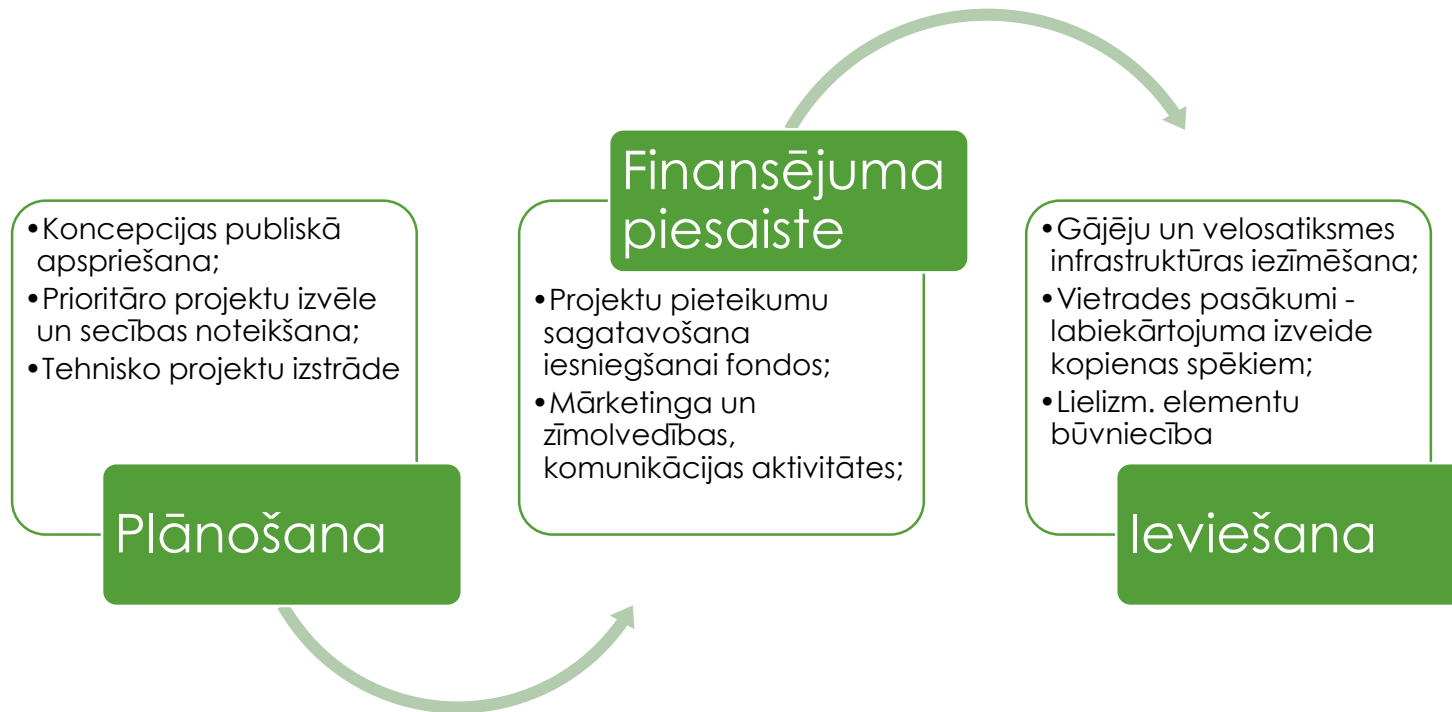 •Koncepcijas publiskā
apspriešana;
•Prioritāro projektu izvēle
un secības noteikšana;
•Tehnisko projektu izstrāde
Plānošana
Finansējuma
piesaiste
•Projektu pieteikumu
sagatavošana
iesniegšanai fondos;
•Mārketinga un
zīmolvedības,
komunikācijas aktivitātes;
•Gājēju un velosatiksmes
infrastruktūras iezīmēšana;
•Vietrades pasākumi -
labiekārtojuma izveide
kopienas spēkiem;
•Lielizm. elementu
būvniecība
Ieviešana